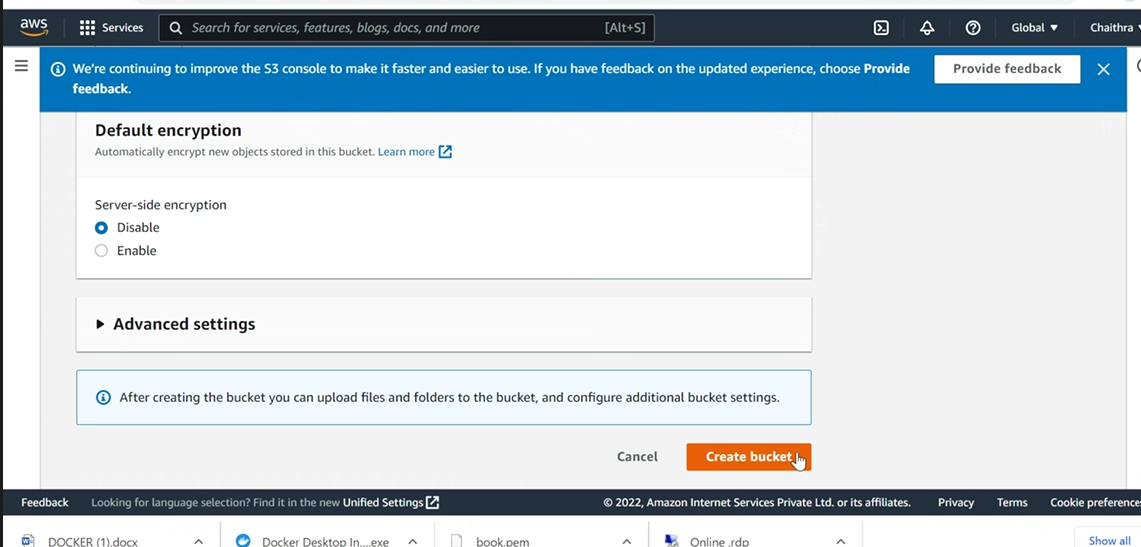 aws
Services
Search for services, features, blogs, docs, and more
[Alt+S]
Global
Chaithra
We're continuing to improve the S3 console to make it faster and easier to use. If you have feedback on the updated experience, choose Provide
feedback.
Provide feedback
Default encryption
Automatically encrypt new objects stored in this bucket. Learn more
Server-side encryption
Disable
Enable
Advanced settings
After creating the bucket you can upload files and folders to the bucket, and configure additional bucket settings.
Cancel
Create bucket
Feedback
Looking for language selection? Find it in the new Unified Settings
© 2022, Amazon Internet Services Private Ltd. or its affiliates.
Privacy
Terms
Cookie preferences
DOCKER (1).docx
Docker Desktop In....exe
book.pem
Online .rdp
Show all